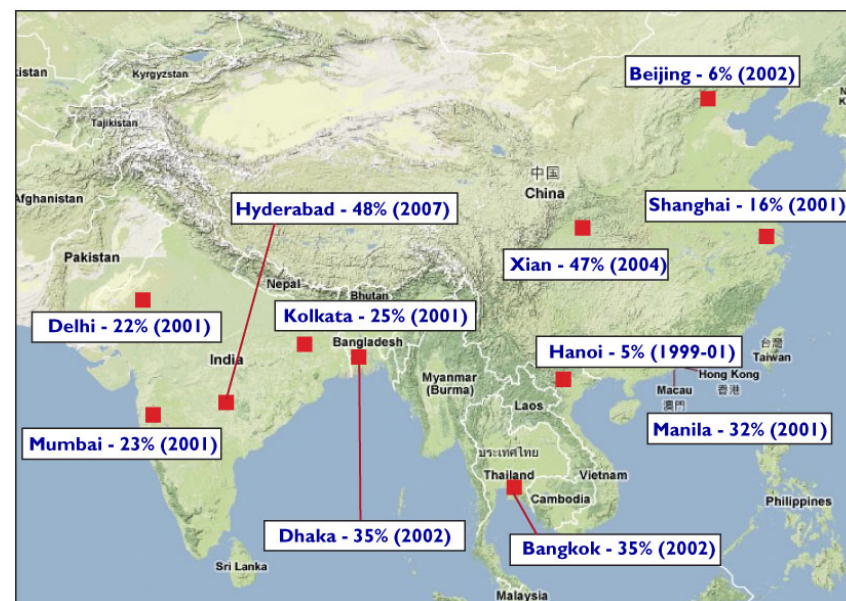 Beijing - 6% (2002)
kistan
Kyrgyzstan
Tajikistan
Afghanistan
中国
China
Hyderabad - 48% (2007)
Shanghai - 16% (2001)
Pakistan
Xian - 47% (2004)
Nepal
Bhutan
Delhi - 22% (2001)
Kolkata - 25% (2001)
Bangladesh
India
Hanoi - 5% (1999-01)
台灣
Taiwan
Myanmar
(Burma)
Hong Kong
香港
Macau
澳門
Laos
Mumbai - 23% (2001)
Manila - 32% (2001)
ประเทศไทย
Thailand
Vietnam
Cambodia
Philippines
Dhaka - 35% (2002)
Bangkok - 35% (2002)
Sri Lanka
Malaysia